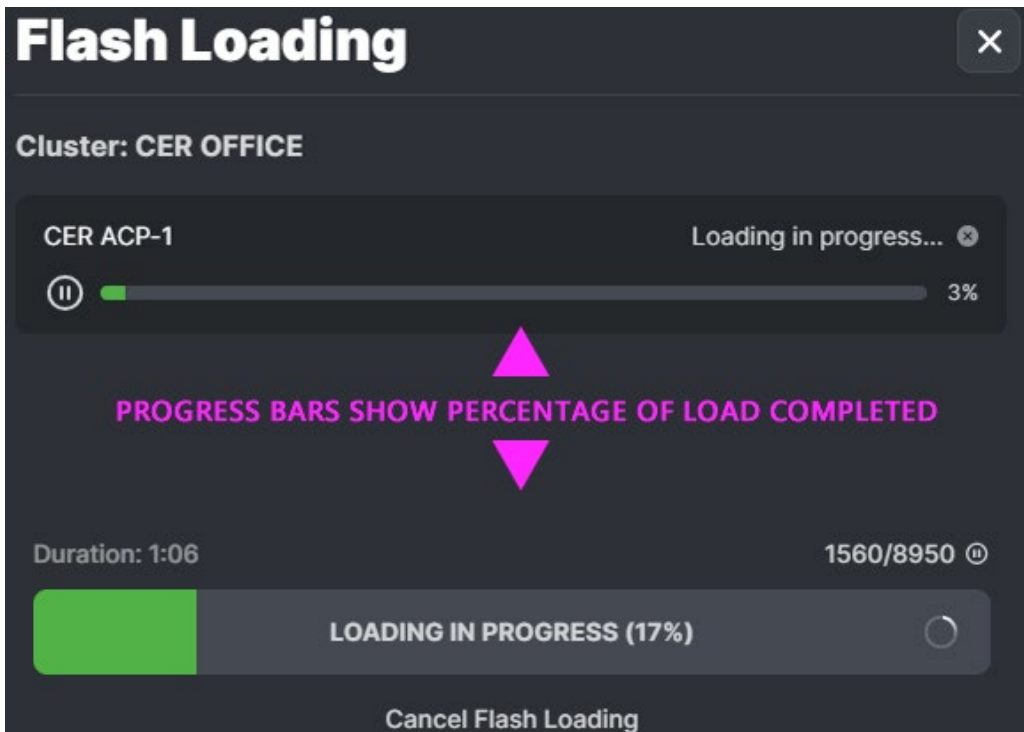 Flash Loading
Cluster: CER OFFICE
CER ACP-1 Loading in progress...
3%
PROGRESS BARS SHOW PERCENTAGE OF LOAD COMPLETED
Duration: 1:06 1560/8950
LOADING IN PROGRESS (17%)
Cancel Flash Loading